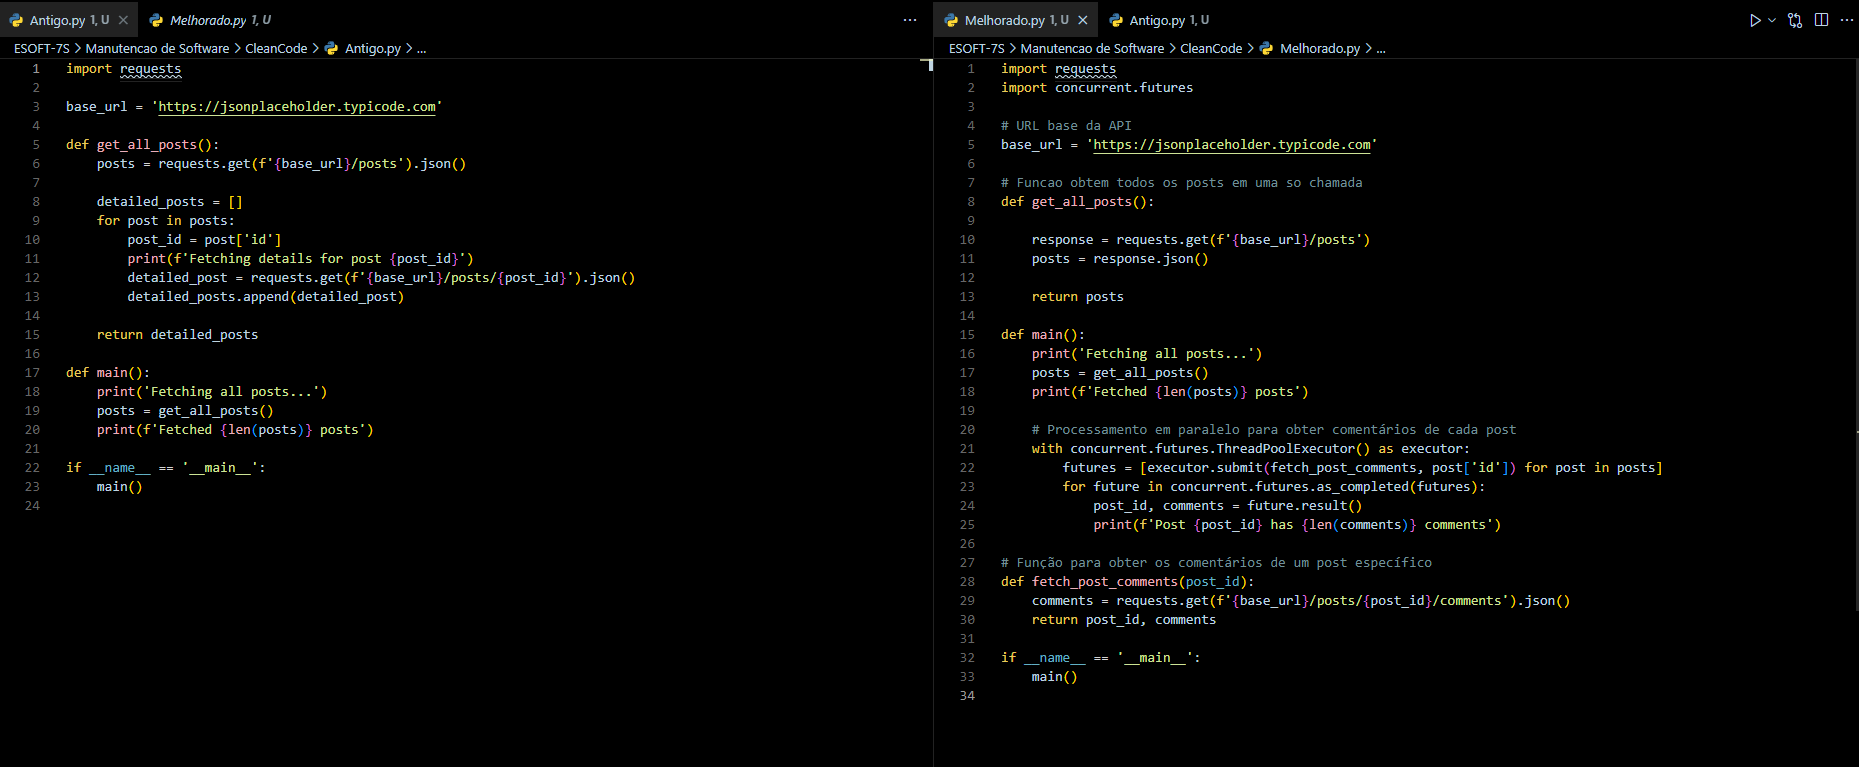 Antigo.py 1, U
Melhorado.py 1, U
ESOFT-7S > Manutencao de Software > CleanCode > Antigo.py > ...
1 import requests
2
3 base_url = 'https://jsonplaceholder.typicode.com'
4
5 def get_all_posts():
6     posts = requests.get(f'{base_url}/posts').json()
7
8     detailed_posts = []
9     for post in posts:
10         post_id = post['id']
11         print(f'Fetching details for post {post_id}')
12         detailed_post = requests.get(f'{base_url}/posts/{post_id}').json()
13         detailed_posts.append(detailed_post)
14
15     return detailed_posts
16
17 def main():
18     print('Fetching all posts...')
19     posts = get_all_posts()
20     print(f'Fetched {len(posts)} posts')
21
22 if __name__ == '__main__':
23     main()
24
Melhorado.py 1, U
Antigo.py 1, U
ESOFT-7S > Manutencao de Software > CleanCode > Melhorado.py > ...
1 import requests
2 import concurrent.futures
3
4 # URL base da API
5 base_url = 'https://jsonplaceholder.typicode.com'
6
7 # Funcao obtem todos os posts em uma so chamada
8 def get_all_posts():
9
10     response = requests.get(f'{base_url}/posts')
11     posts = response.json()
12
13     return posts
14
15 def main():
16     print('Fetching all posts...')
17     posts = get_all_posts()
18     print(f'Fetched {len(posts)} posts')
19
20     # Processamento em paralelo para obter comentários de cada post
21     with concurrent.futures.ThreadPoolExecutor() as executor:
22         futures = [executor.submit(fetch_post_comments, post['id']) for post in posts]
23         for future in concurrent.futures.as_completed(futures):
24             post_id, comments = future.result()
25             print(f'Post {post_id} has {len(comments)} comments')
26
27 # Função para obter os comentários de um post específico
28 def fetch_post_comments(post_id):
29     comments = requests.get(f'{base_url}/posts/{post_id}/comments').json()
30     return post_id, comments
31
32 if __name__ == '__main__':
33     main()
34